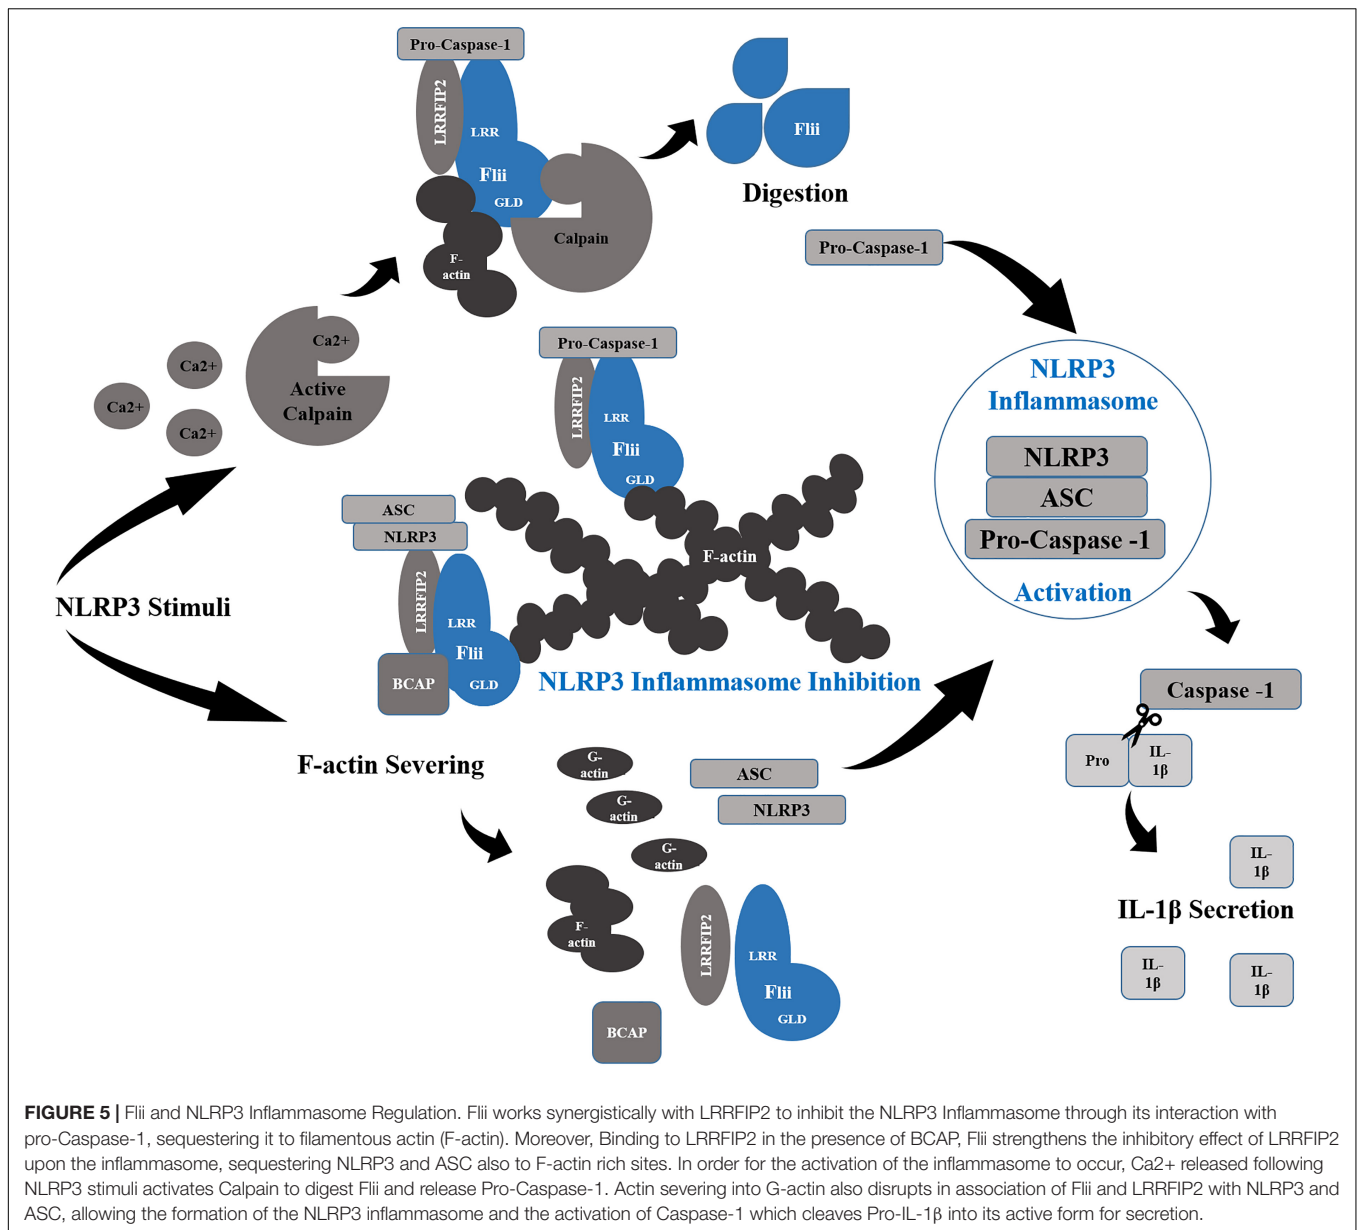 Pro-Caspase-1
LRRFIP2
LRR
Flii
GLD
F-
actin
Calpain
Flii
Digestion
Pro-Caspase-1
Ca2+
Ca2+
Ca2+
Ca2+
Active
Calpain
Pro-Caspase-1
LRRFIP2
LRR
Flii
GLD
NLRP3
Inflammasome
NLRP3
ASC
Pro-Caspase -1
Activation
ASC
NLRP3
LRRFIP2
LRR
Flii
GLD
BCAP
F-actin
NLRP3 Stimuli
NLRP3 Inflammasome Inhibition
F-actin Severing
G-
actin
G-
actin
G-
actin
ASC
NLRP3
F-
actin
LRRFIP2
LRR
Flii
GLD
BCAP
Caspase -1
Pro
IL-
1β
IL-
1β
IL-1β Secretion
IL-
1β
IL-
1β
FIGURE 5 | Flii and NLRP3 Inflammasome Regulation. Flii works synergistically with LRRFIP2 to inhibit the NLRP3 Inflammasome through its interaction with
pro-Caspase-1, sequestering it to filamentous actin (F-actin). Moreover, Binding to LRRFIP2 in the presence of BCAP, Flii strengthens the inhibitory effect of LRRFIP2
upon the inflammasome, sequestering NLRP3 and ASC also to F-actin rich sites. In order for the activation of the inflammasome to occur, Ca2+ released following
NLRP3 stimuli activates Calpain to digest Flii and release Pro-Caspase-1. Actin severing into G-actin also disrupts in association of Flii and LRRFIP2 with NLRP3 and
ASC, allowing the formation of the NLRP3 inflammasome and the activation of Caspase-1 which cleaves Pro-IL-1β into its active form for secretion.